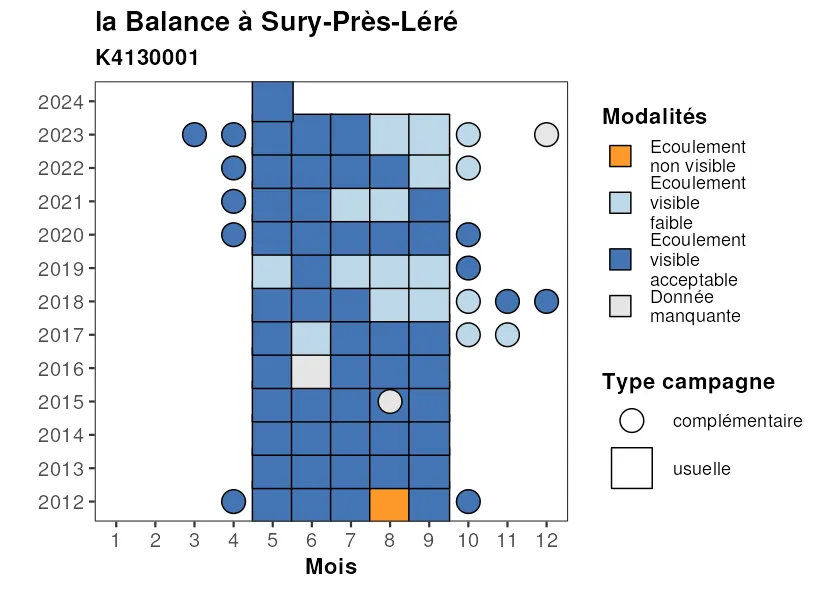 la Balance à Sury-Près-Léré
K4130001
2024
2023
2022
2021
2020
2019
2018
2017
2016
2015
2014
2013
2012
1 2 3 4 5 6 7 8 9 10 11 12
Mois
Modalités
Ecoulement
non visible
Ecoulement
visible
faible
Ecoulement
visible
acceptable
Donnée
manquante
Type campagne
complémentaire
usuelle